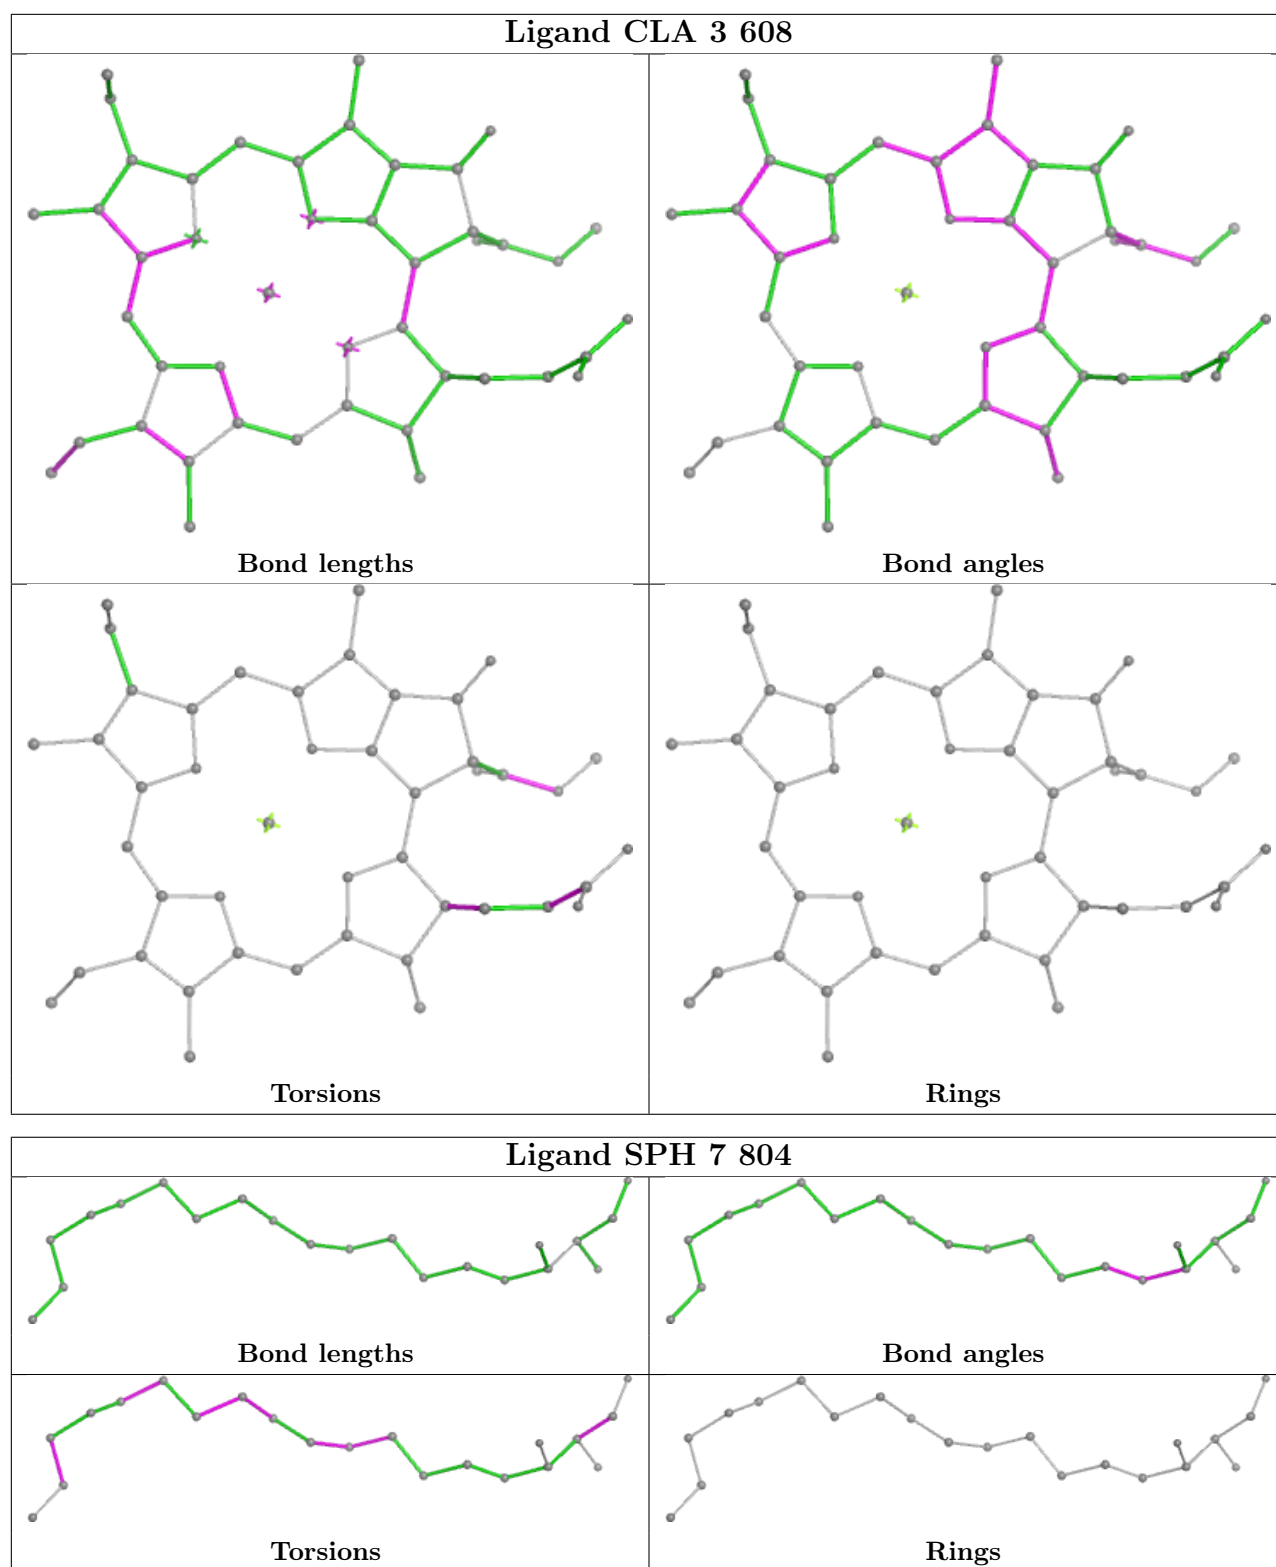 Ligand CLA 3 608
Bond lengths
Bond angles
Torsions
Rings
Ligand SPH 7 804
Bond lengths
Bond angles
Torsions
Rings